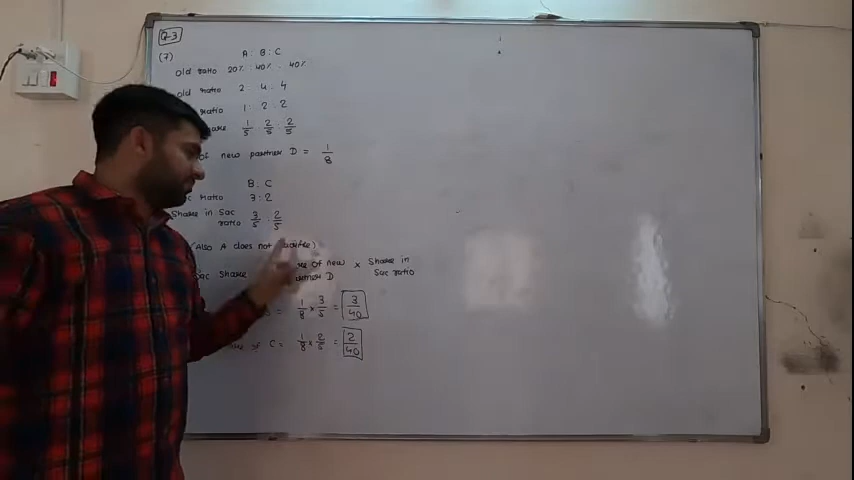 Q-3
(7) A : B : C
old ratio 20% : 40% : 40%
old ratio 2 : 4 : 4
ratio 1 : 2 : 2
share 1/5 : 2/5 : 2/5
of new partner D = 1/8
B : C
Sac ratio 3 : 2
Share in Sac ratio 3/5 : 2/5
(Also A does not sacrifice)
Sac share of new partner D × Share in Sac ratio
B = 1/8 × 3/5 = 3/40
of C = 1/8 × 2/5 = 2/40